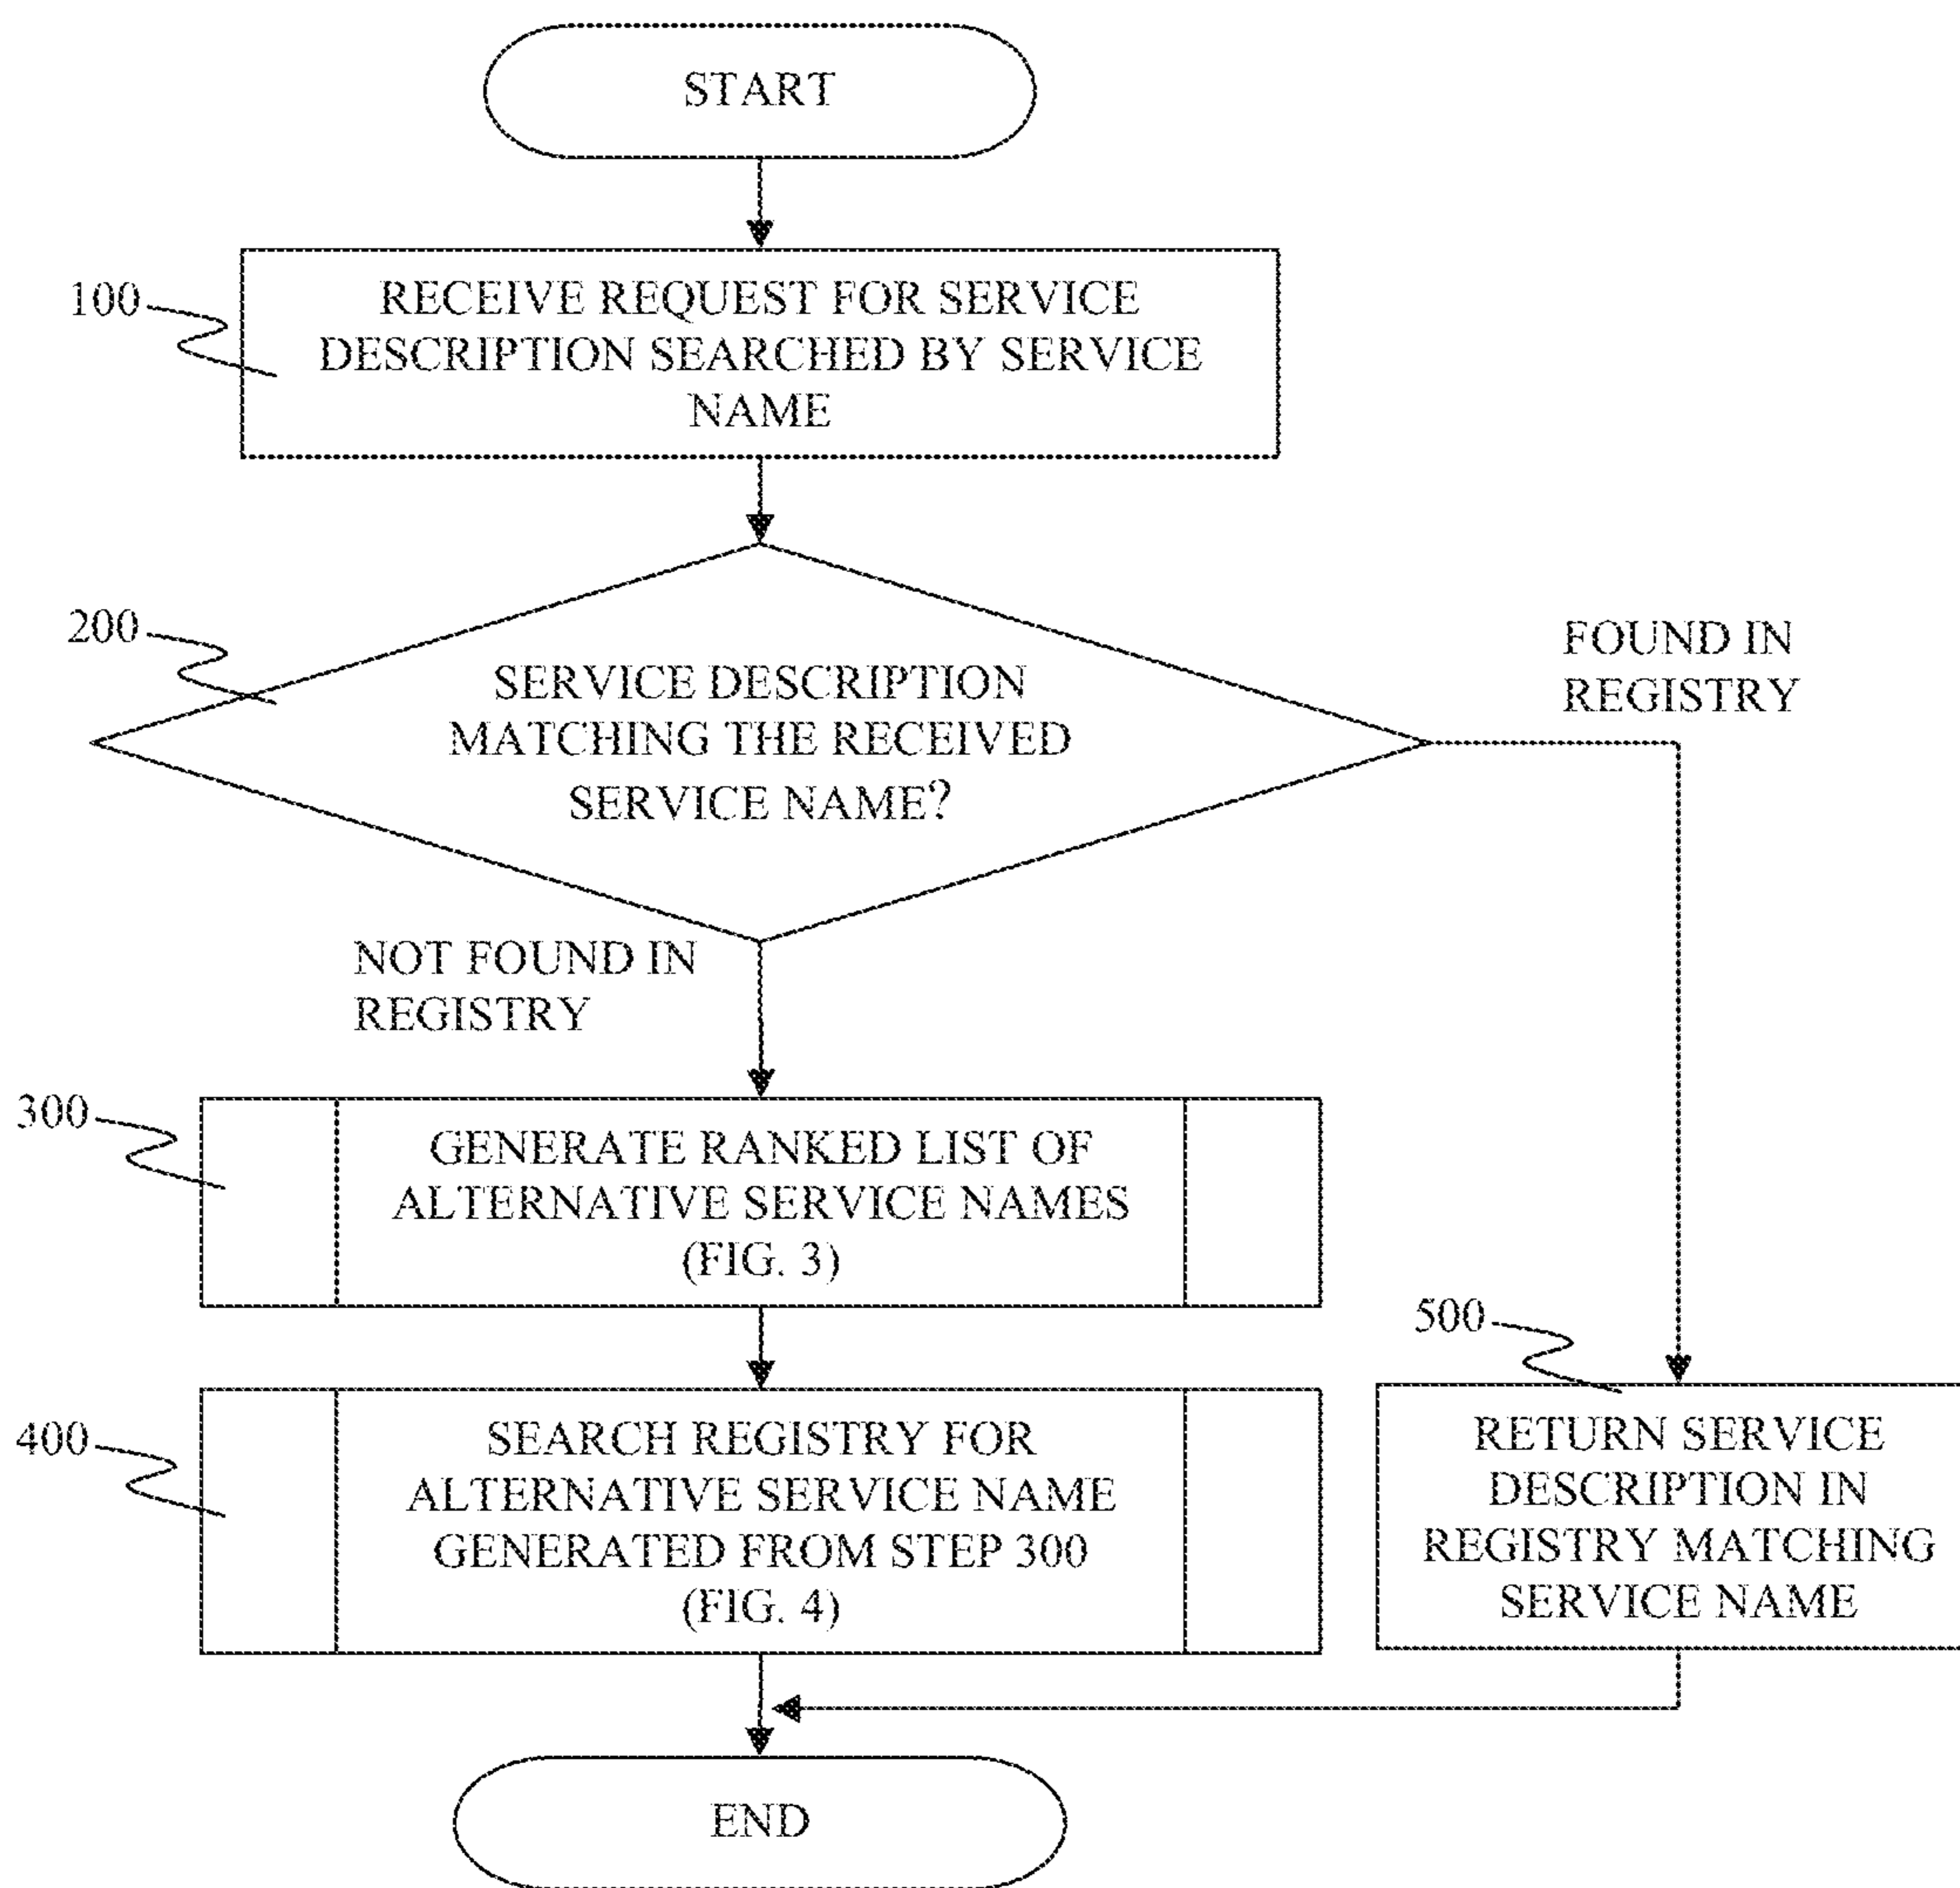 START
100
RECEIVE REQUEST FOR SERVICE
DESCRIPTION SEARCHED BY SERVICE
NAME
200
SERVICE DESCRIPTION
MATCHING THE RECEIVED
SERVICE NAME?
FOUND IN
REGISTRY
NOT FOUND IN
REGISTRY
300
GENERATE RANKED LIST OF
ALTERNATIVE SERVICE NAMES
(FIG. 3)
400
SEARCH REGISTRY FOR
ALTERNATIVE SERVICE NAME
GENERATED FROM STEP 300
(FIG. 4)
500
RETURN SERVICE
DESCRIPTION IN
REGISTRY MATCHING
SERVICE NAME
END